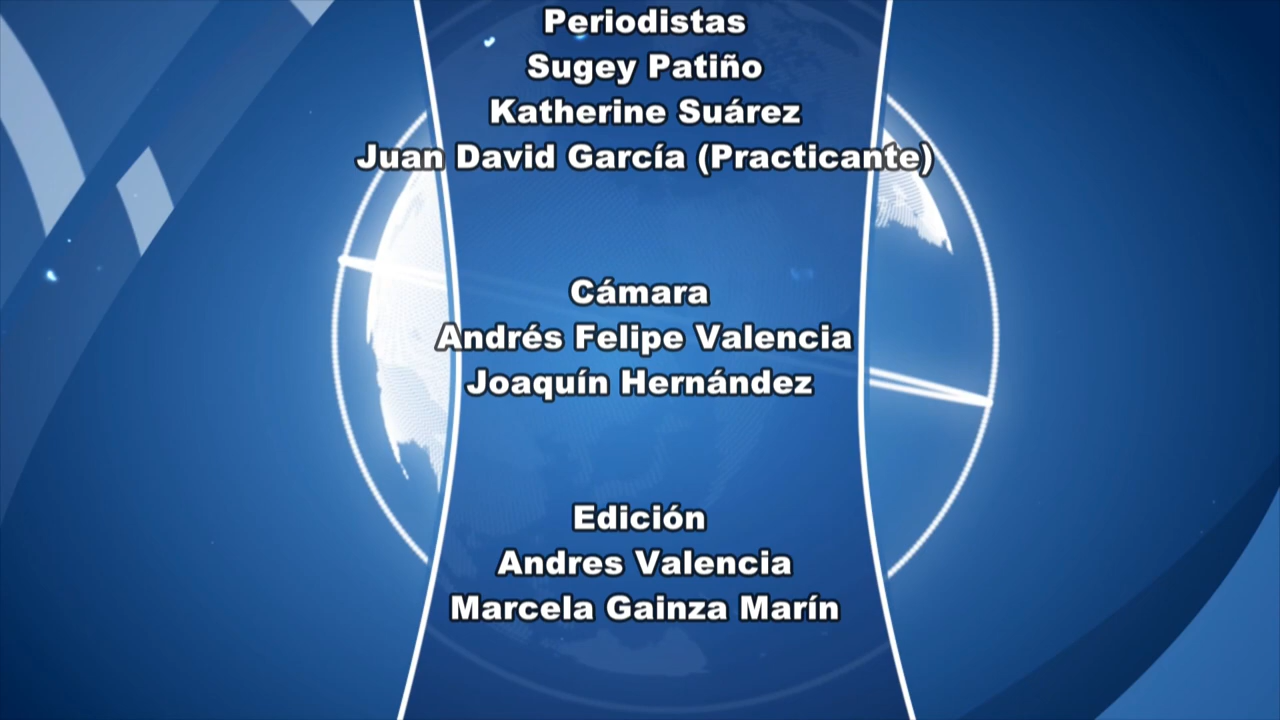 Periodistas
Sugey Patiño
Katherine Suárez
Juan David García (Practicante)
Cámara
Andrés Felipe Valencia
Joaquín Hernández
Edición
Andres Valencia
Marcela Gainza Marín